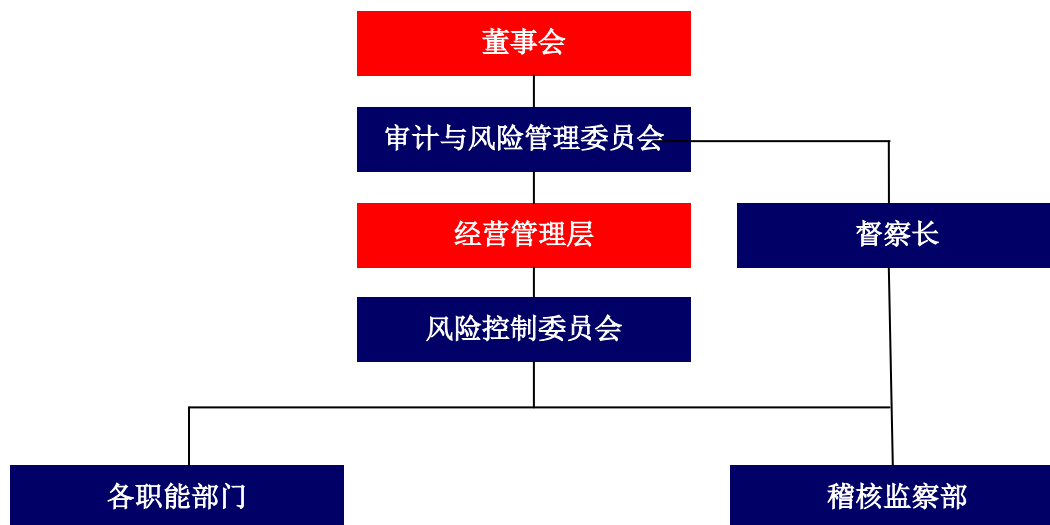 董事会
审计与风险管理委员会
经营管理层
督察长
风险控制委员会
各职能部门
稽核监察部